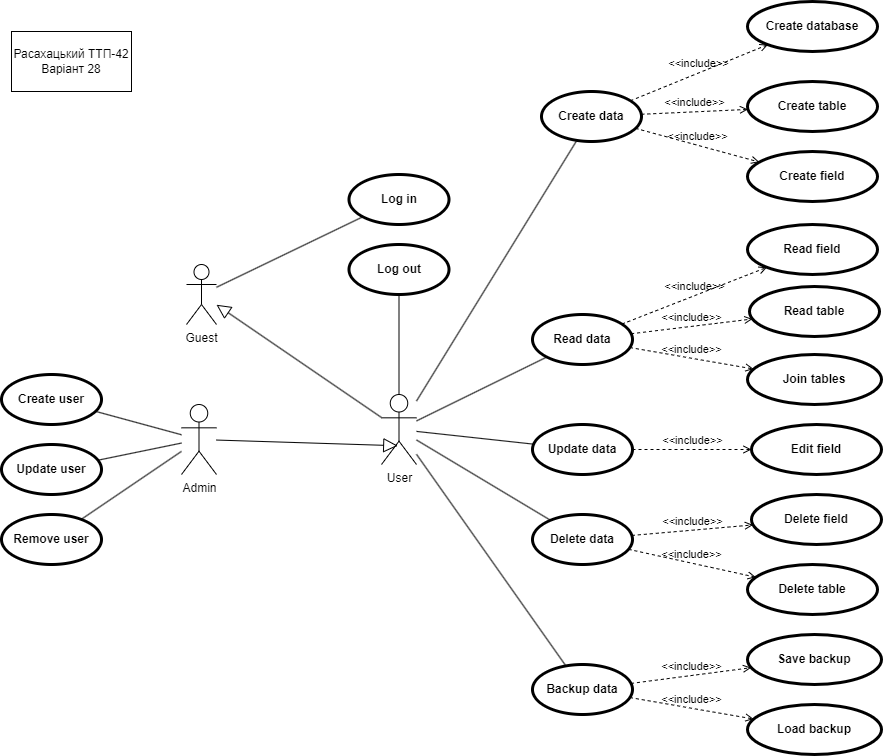 Расахацький ТТП-42
Варіант 28
Create database
<<include>>
Create data
<<include>>
Create table
<<include>>
Create field
Log in
Log out
Guest
Read field
<<include>>
Read data
<<include>>
Read table
<<include>>
Join tables
Create user
Update user
Remove user
Admin
User
Update data
<<include>>
Edit field
Delete data
<<include>>
Delete field
<<include>>
Delete table
Backup data
<<include>>
Save backup
<<include>>
Load backup